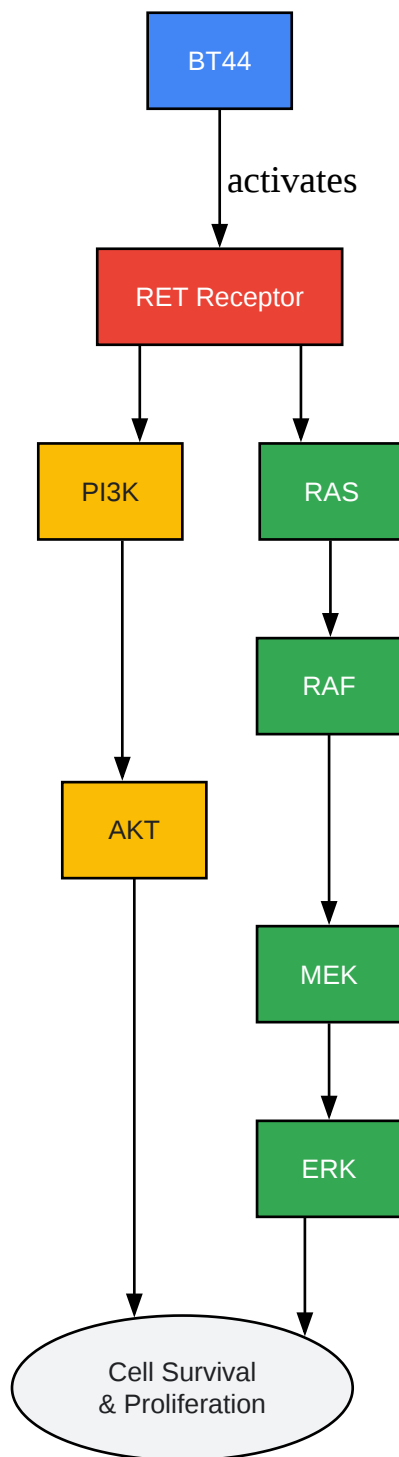 BT44
activates
RET Receptor
PI3K
RAS
RAF
AKT
MEK
ERK
Cell Survival
& Proliferation